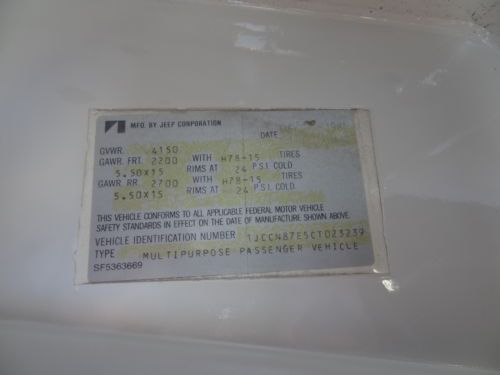 MFG. BY JEEP CORPORATION
DATE
GVWR. 4150
GAWR. FRT. 2200 WITH H78-15 TIRES
5.50X15 RIMS AT 24 P.S.I. COLD
GAWR. RR. 2700 WITH H78-15 TIRES
5.50X15 RIMS AT 24 P.S.I. COLD.
THIS VEHICLE CONFORMS TO ALL APPLICABLE FEDERAL MOTOR VEHICLE
SAFETY STANDARDS IN EFFECT ON THE DATE OF MANUFACTURE SHOWN ABOVE.
VEHICLE IDENTIFICATION NUMBER 1JCCN87E5CT023239
TYPE MULTIPURPOSE PASSENGER VEHICLE
SF5363669